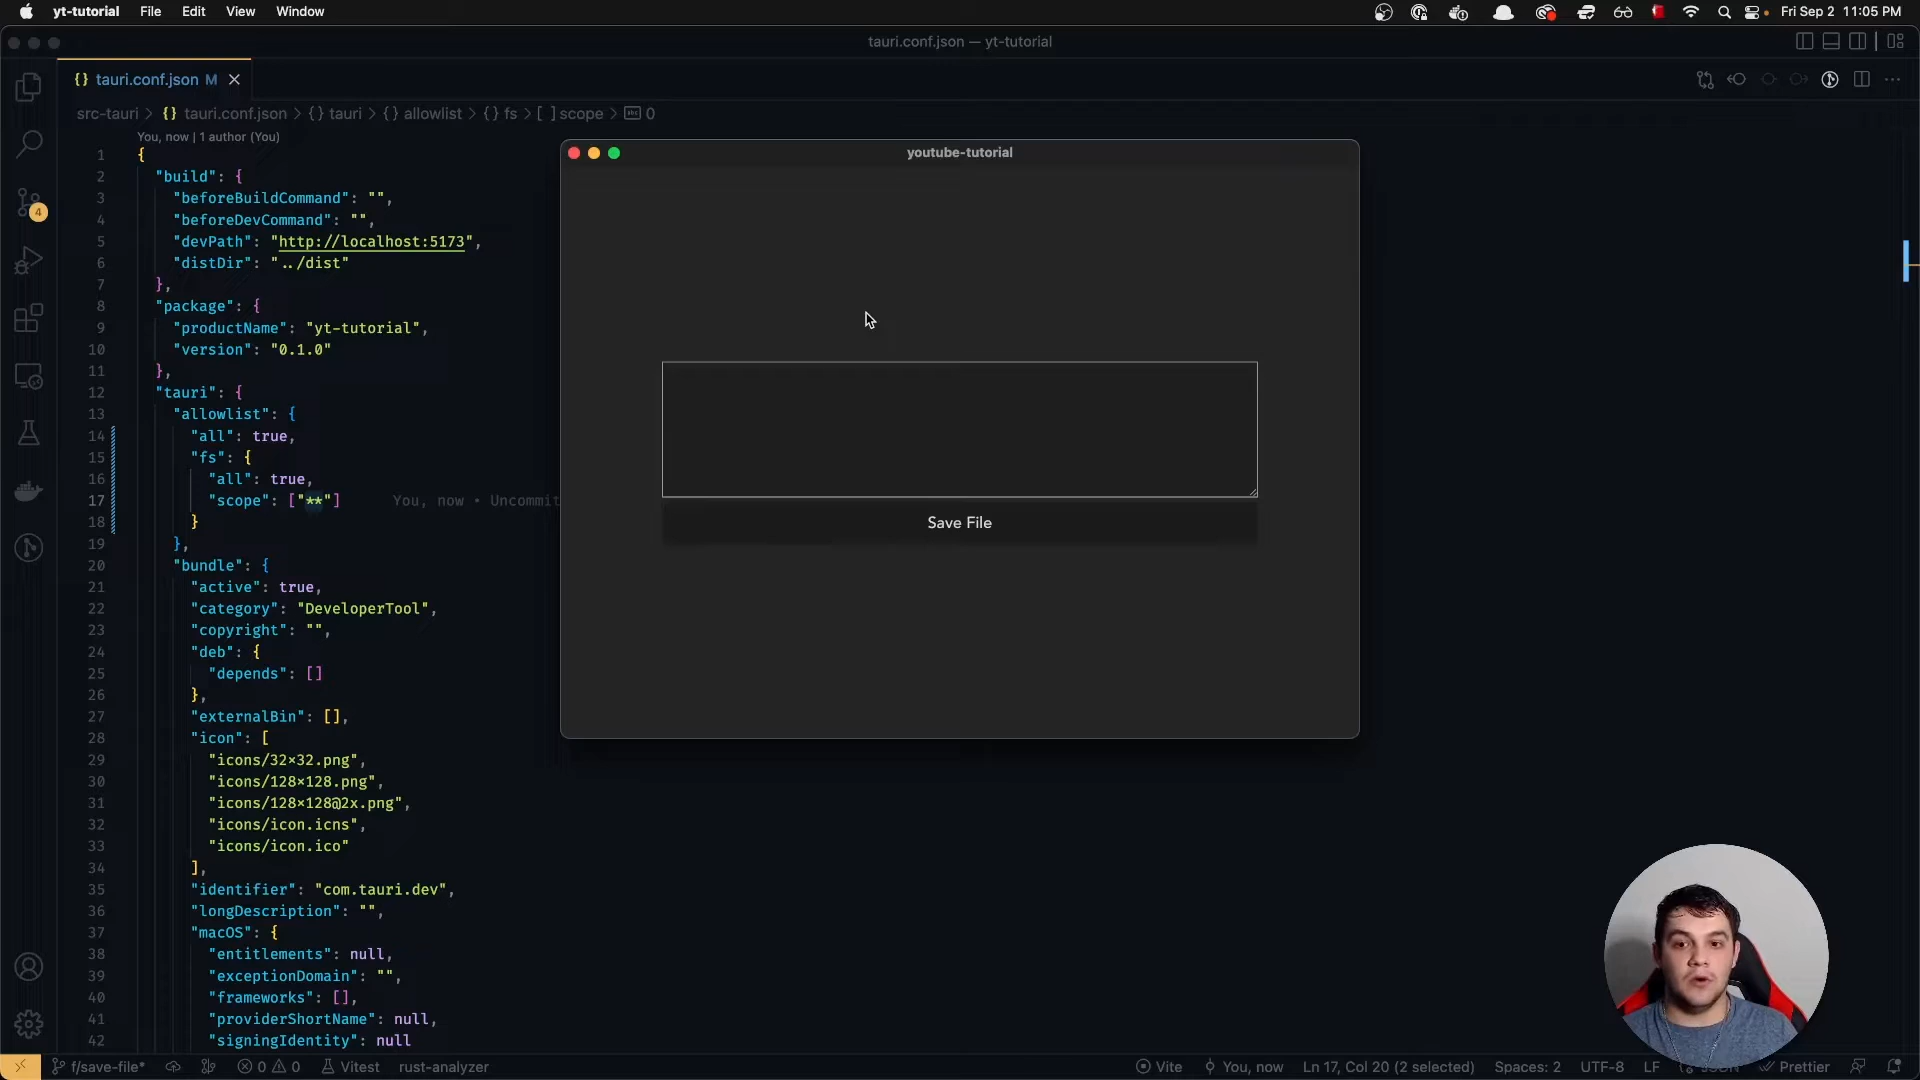 yt-tutorial File Edit View Window Fri Sep 2 11:05 PM
tauri.conf.json — yt-tutorial
{} tauri.conf.json M
src-tauri > {} tauri.conf.json > {} tauri > {} allowlist > {} fs > [ ] scope > abc 0
You, now | 1 author (You)
1 {
2 "build": {
3 "beforeBuildCommand": "",
4 "beforeDevCommand": "",
5 "devPath": "http://localhost:5173",
6 "distDir": "../dist"
7 },
8 "package": {
9 "productName": "yt-tutorial",
10 "version": "0.1.0"
11 },
12 "tauri": {
13 "allowlist": {
14 "all": true,
15 "fs": {
16 "all": true,
17 "scope": ["**"] You, now • Uncommit
18 }
19 },
20 "bundle": {
21 "active": true,
22 "category": "DeveloperTool",
23 "copyright": "",
24 "deb": {
25 "depends": []
26 },
27 "externalBin": [],
28 "icon": [
29 "icons/32×32.png",
30 "icons/128×128.png",
31 "icons/128×128@2x.png",
32 "icons/icon.icns",
33 "icons/icon.ico"
34 ],
35 "identifier": "com.tauri.dev",
36 "longDescription": "",
37 "macOS": {
38 "entitlements": null,
39 "exceptionDomain": "",
40 "frameworks": [],
41 "providerShortName": null,
42 "signingIdentity": null
youtube-tutorial
Save File
4
f/save-file* 0 0 Vitest rust-analyzer Vite You, now Ln 17, Col 20 (2 selected) Spaces: 2 UTF-8 LF Prettier